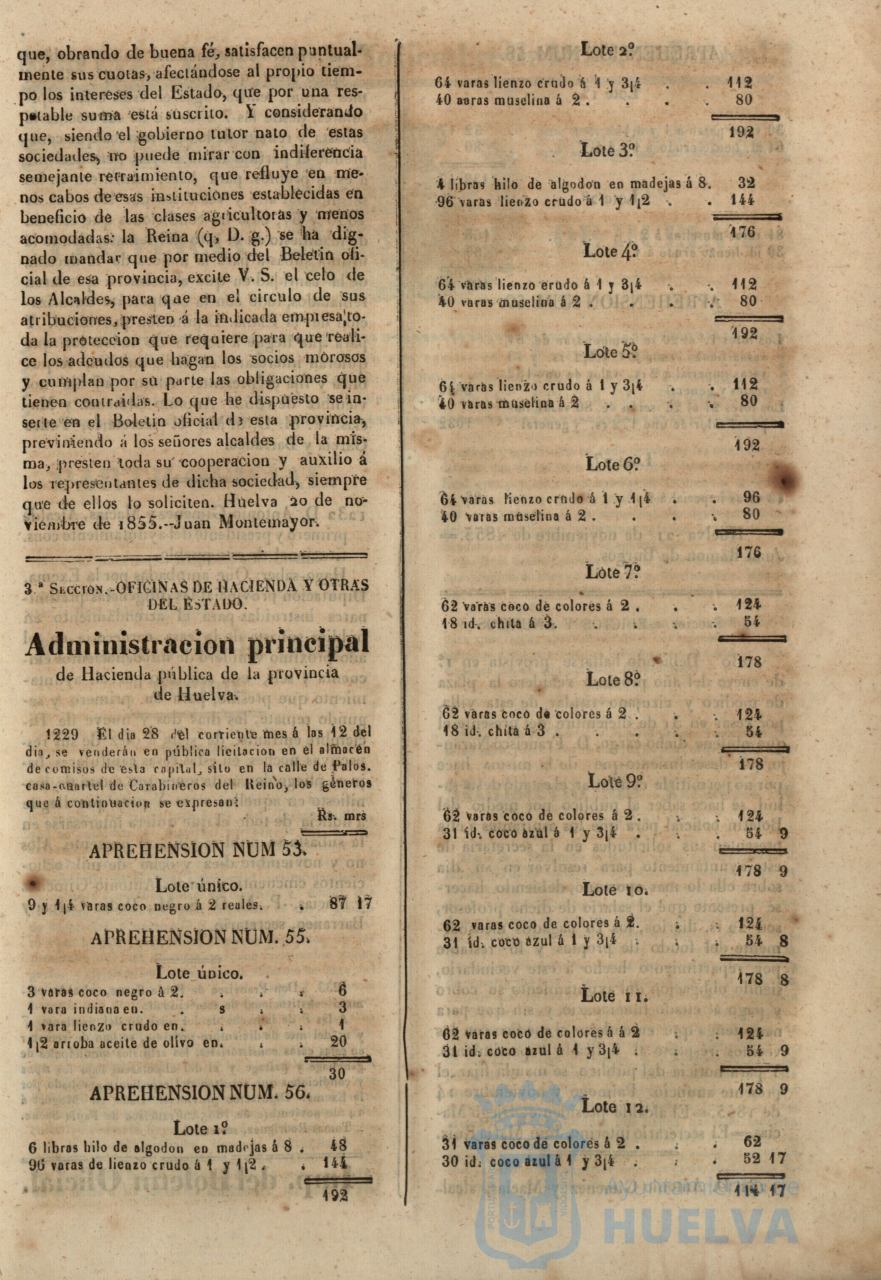 que, obrando de buena fé, satisfacen puntual-
mente sus cuotas, afectándose al propio tiem-
po los intereses del Estado, que por una res-
petable suma está suscrito. Y considerando
que, siendo el gobierno tutor nato de estas
sociedades, no puede mirar con indiferencia
semejante retraimiento, que refluye en me-
nos cabos de esas instituciones establecidas en
beneficio de las clases agricultoras y menos
acomodadas: la Reina (q, D. g.) se ha dig-
nado mandar que por medio del Beletin ofi-
cial de esa provincia, excite V. S. el celo de
los Alcaldes, para que en el circulo de sus
atribuciones, presten á la indicada empresa to-
da la proteccion que requiere para que reali-
ce los adeudos que hagan los socios morosos
y cumplan por su parte las obligaciones que
tienen contraidas. Lo que he dispuesto se in-
serte en el Boletin oficial de esta provincia,
previniendo á los señores alcaldes de la mis-
ma, presten toda su cooperacion y auxilio á
los representantes de dicha sociedad, siempre
que de ellos lo soliciten. Huelva 20 de no-
viembre de 1855.--Juan Montemayor.
3.ª Seccion.-OFICINAS DE HACIENDA Y OTRAS
DEL ESTADO.
Administracion principal
de Hacienda pública de la provincia
de Huelva.
1229 El dia 28 del corriente mes á las 12 del
dia, se venderán en pública licitacion en el almacén
de comisos de esta capital, sito en la calle de Palos.
casa-cuartel de Carabineros del Reino, los géneros
que á continuacion se expresan:
Rs. mrs
APREHENSION NUM 53.
Lote único.
9 y 1¡4 varas coco negro á 2 reales. . 87 17
APREHENSION NUM. 55.
Lote único.
3 varas coco negro á 2. . . . 6
1 vara indiana en. . s . . 3
1 vara lienzo crudo en. . . . 1
1¡2 arroba aceite de olivo en. . . 20
30
APREHENSION NUM. 56.
Lote 1º
6 libras hilo de algodon en madejas á 8 . 48
96 varas de lienzo crudo á 1 y 1¡2 . . 144
192
Lote 2º
64 varas lienzo crudo á 1 y 3¡4 . . 112
40 aaras muselina á 2 . . . . 80
192
Lote 3º
4 libras hilo de algodon en madejas á 8. 32
96 varas lienzo crudo á 1 y 1¡2 . . 144
176
Lote 4º
64 varas lienzo erudo á 1 y 3¡4 . . 112
40 varas muselina á 2 . . . . 80
192
Lote 5º
64 varas lienzo crudo á 1 y 3¡4 . . 112
40 varas muselina á 2 . . . . 80
192
Lote 6º
64 varas lienzo crudo á 1 y 1¡4 . . 96
40 varas muselina á 2 . . . . 80
176
Lote 7º
62 varas coco de colores á 2 . . . 124
18 id. chita á 3. . . . . 54
178
Lote 8º
62 varas coco de colores á 2 . . . 124
18 id. chita á 3 . . . . 54
178
Lote 9º
62 varas coco de colores á 2 . . . 124
31 id. coco azul á 1 y 3¡4 . . . 54 9
178 9
Lote 10.
62 varas coco de colores á 2. . . 124
31 id. coco azul á 1 y 3¡4 . . . 54 8
178 8
Lote 11.
62 varas coco de colores á á 2 . . 124
31 id. coco azul á 1 y 3¡4 . . . 54 9
178 9
Lote 12.
31 varas coco de colores á 2 . . . 62
30 id. coco azul á 1 y 3¡4 . . . 52 17
114 17
HUELVA